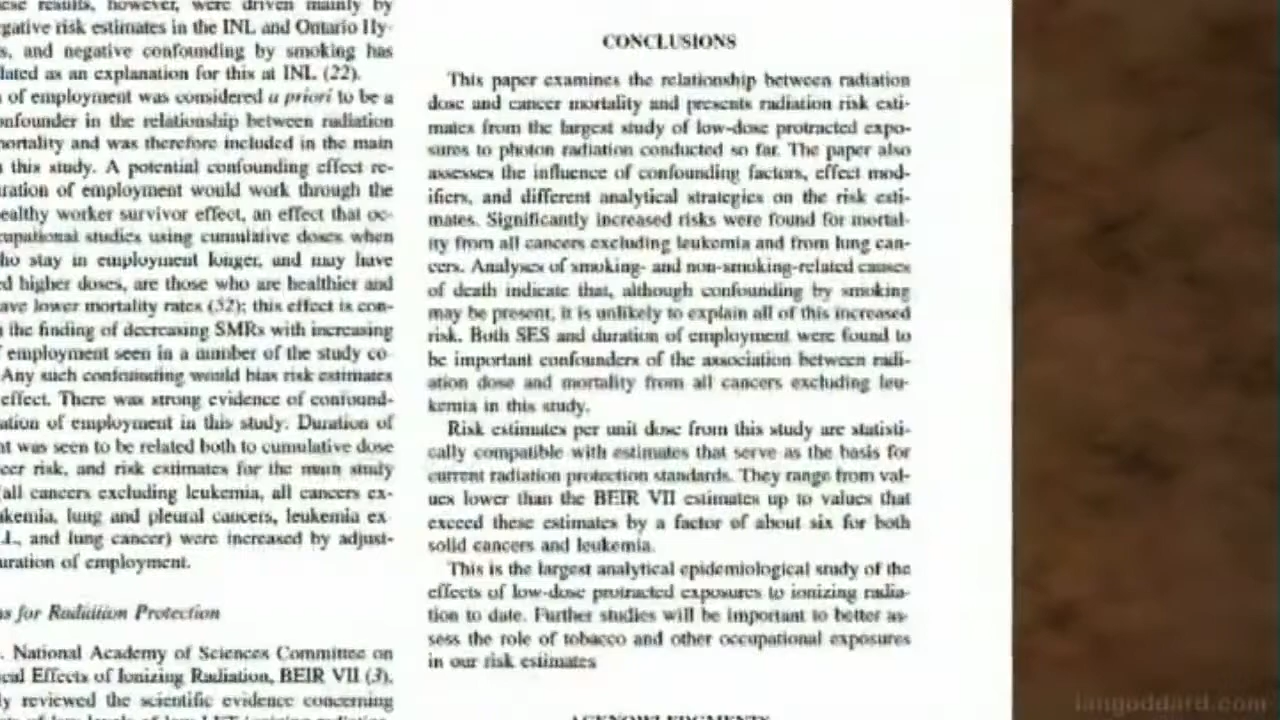 ese results, however, were driven mainly by
gative risk estimates in the INL and Ontario Hy-
s, and negative confounding by smoking has
lated as an explanation for this at INL (22).
of employment was considered a priori to be a
nfounder in the relationship between radiation
mortality and was therefore included in the main
this study. A potential confounding effect re-
uration of employment would work through the
ealthy worker survivor effect, an effect that oc-
cupational studies using cumulative doses when
ho stay in employment longer, and may have
ed higher doses, are those who are healthier and
ave lower mortality rates (32); this effect is con-
the finding of decreasing SMRs with increasing
f employment seen in a number of the study co-
Any such confounding would bias risk estimates
effect. There was strong evidence of confound-
ation of employment in this study. Duration of
nt was seen to be related both to cumulative dose
cer risk, and risk estimates for the main study
(all cancers excluding leukemia, all cancers ex-
kemia, lung and pleural cancers, leukemia ex-
L, and lung cancer) were increased by adjust-
uration of employment.
ns for Radiation Protection
. National Academy of Sciences Committee on
cal Effects of Ionizing Radiation, BEIR VII (3),
ly reviewed the scientific evidence concerning
CONCLUSIONS
This paper examines the relationship between radiation
dose and cancer mortality and presents radiation risk esti-
mates from the largest study of low-dose protracted expo-
sures to photon radiation conducted so far. The paper also
assesses the influence of confounding factors, effect mod-
ifiers, and different analytical strategies on the risk esti-
mates. Significantly increased risks were found for mortal-
ity from all cancers excluding leukemia and from lung can-
cers. Analyses of smoking- and non-smoking-related causes
of death indicate that, although confounding by smoking
may be present, it is unlikely to explain all of this increased
risk. Both SES and duration of employment were found to
be important confounders of the association between radi-
ation dose and mortality from all cancers excluding leu-
kemia in this study.
Risk estimates per unit dose from this study are statisti-
cally compatible with estimates that serve as the basis for
current radiation protection standards. They range from val-
ues lower than the BEIR VII estimates up to values that
exceed these estimates by a factor of about six for both
solid cancers and leukemia.
This is the largest analytical epidemiological study of the
effects of low-dose protracted exposures to ionizing radia-
tion to date. Further studies will be important to better as-
sess the role of tobacco and other occupational exposures
in our risk estimates
ACKNOWLEDGMENTS
iangoddard.com